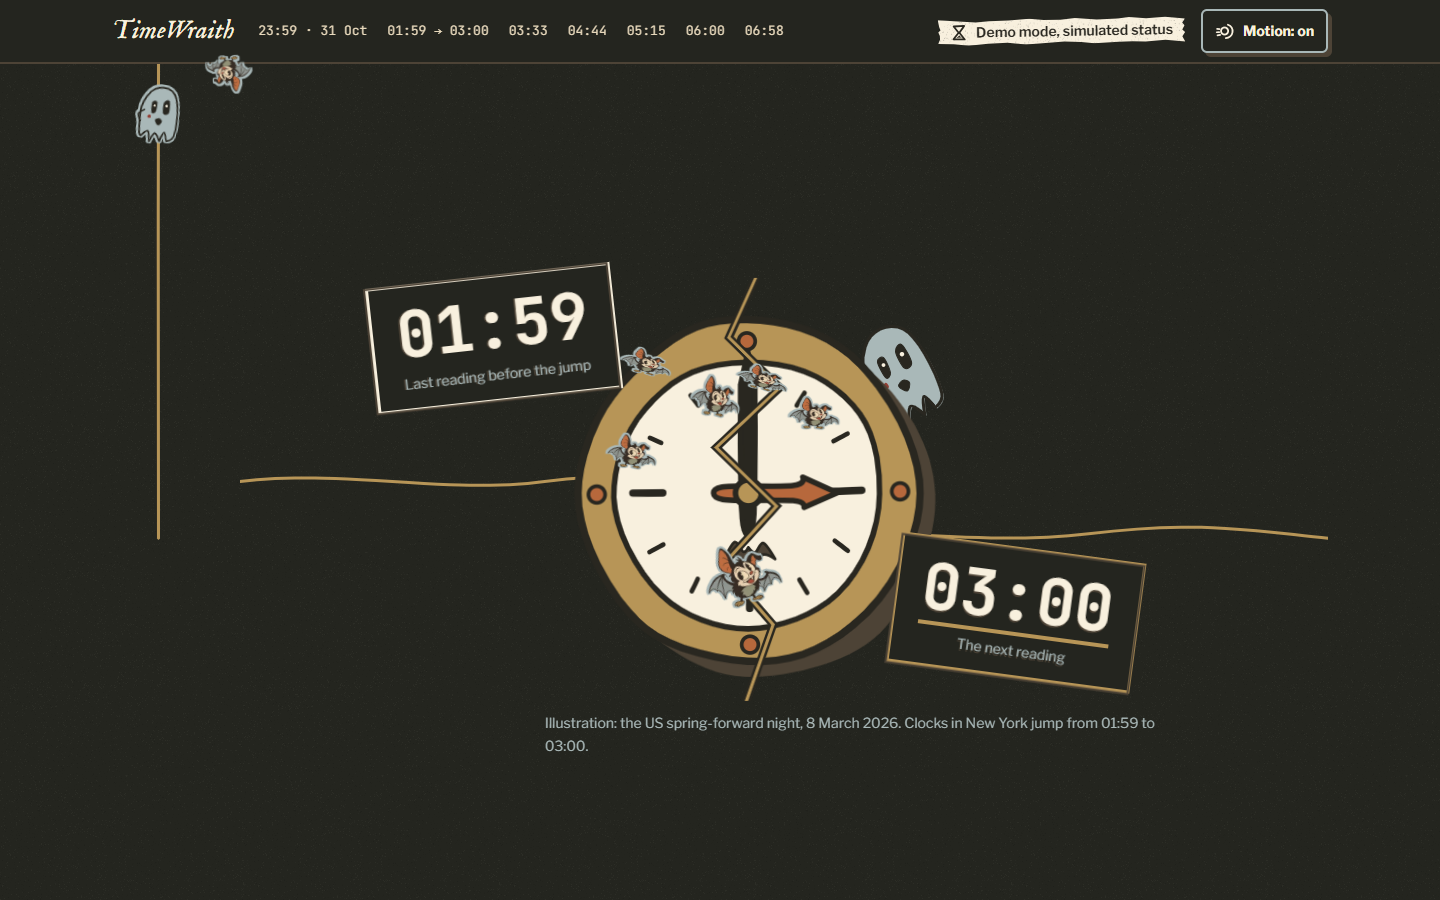 TimeWraith 23:59 · 31 Oct 01:59 → 03:00 03:33 04:44 05:15 06:00 06:58 Demo mode, simulated status Motion: on
01:59
Last reading before the jump
03:00
The next reading
Illustration: the US spring-forward night, 8 March 2026. Clocks in New York jump from 01:59 to
03:00.